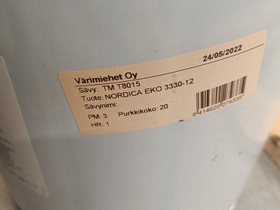 Värimiehet Oy
24/05/2022
Sävy: TM T8015
Tuote: NORDICA EKO 3330-12
Sävynimi:
PM: 3 Purkkikoko: 20
HR: 1